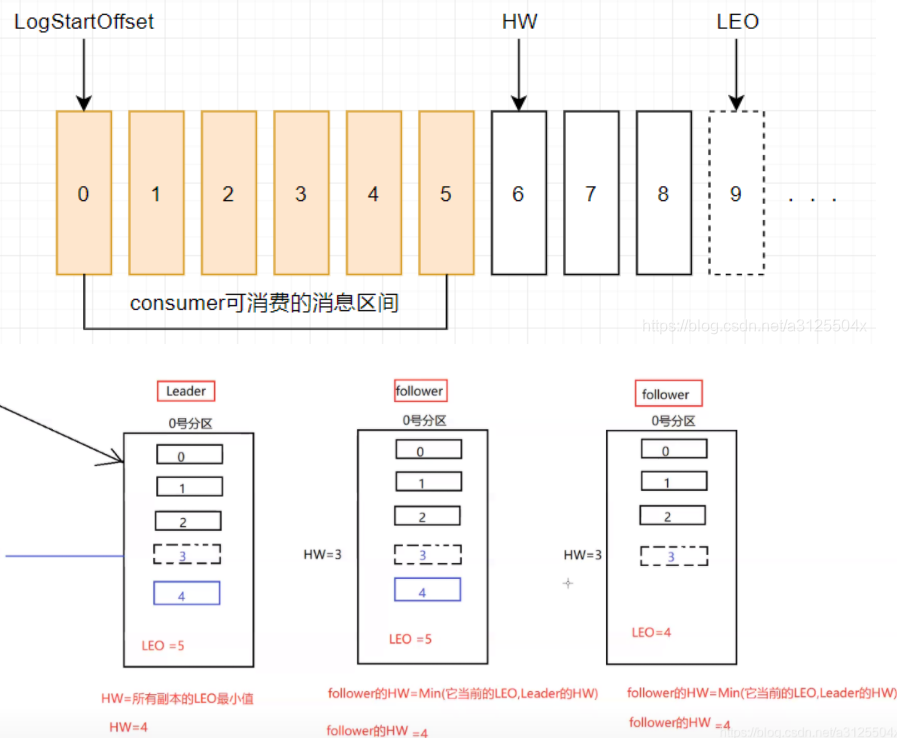 LogStartOffset HW LEO
0 1 2 3 4 5 6 7 8 9 . . .
consumer可消费的消息区间
https://blog.csdn.net/a3125504x
Leader follower follower
0号分区 0号分区 0号分区
0 0 0
1 1 1
2 2 2
3 HW=3 3 HW=3 3
4 4
LEO =5 LEO =5 LEO=4
HW=所有副本的LEO最小值 follower的HW=Min(它当前的LEO,Leader的HW) follower的HW=Min(它当前的LEO,Leader的HW)
HW=4 follower的HW =4 follower的HW =4
https://blog.csdn.net/a3125504x